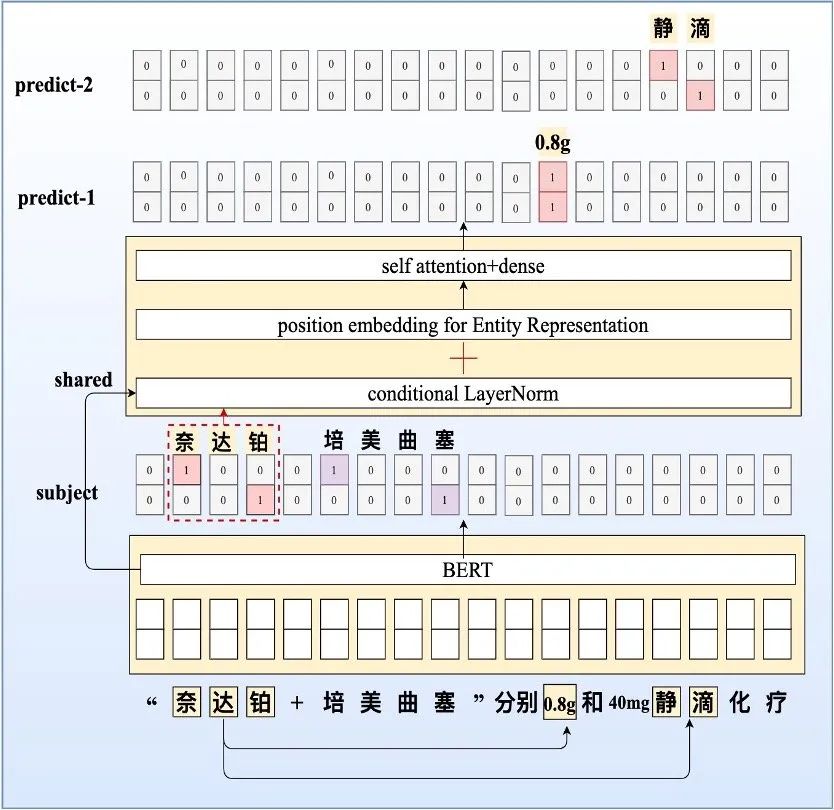 静 滴
predict-2
0 0 0 0 0 0 0 0 0 0 0 0 0 0 1 0 0 0
0 0 0 0 0 0 0 0 0 0 0 0 0 0 0 1 0 0
0.8g
predict-1
0 0 0 0 0 0 0 0 0 0 0 1 0 0 0 0 0 0
0 0 0 0 0 0 0 0 0 0 0 1 0 0 0 0 0 0
self attention+dense
position embedding for Entity Representation
+
shared
conditional LayerNorm
奈 达 铂 培 美 曲 塞
subject
0 1 0 0 0 1 0 0 0 0 0 0 0 0 0 0 0 0
0 0 0 1 0 0 0 0 1 0 0 0 0 0 0 0 0 0
BERT
“ 奈 达 铂 + 培 美 曲 塞 ” 分别 0.8g 和 40mg 静 滴 化 疗